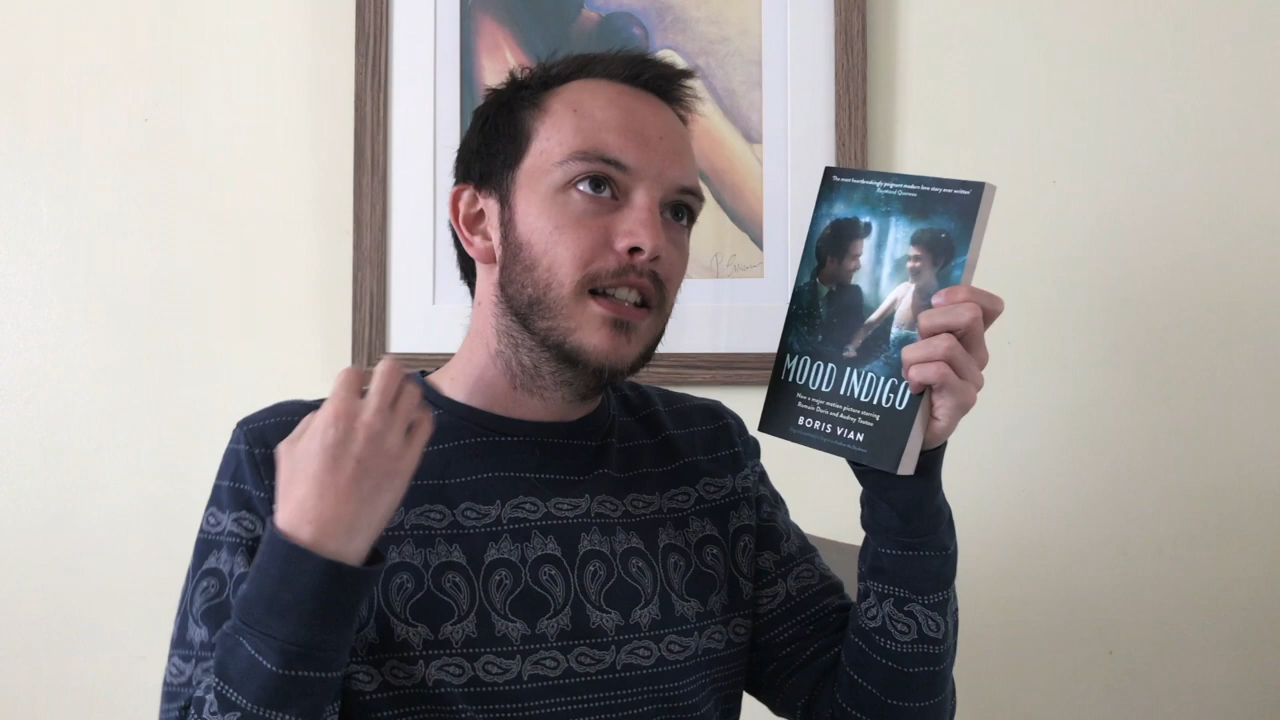 'The most heartbreakingly poignant modern love story ever written'
Raymond Queneau
MOOD INDIGO
Now a major motion picture starring
Romain Duris and Audrey Tautou
BORIS VIAN